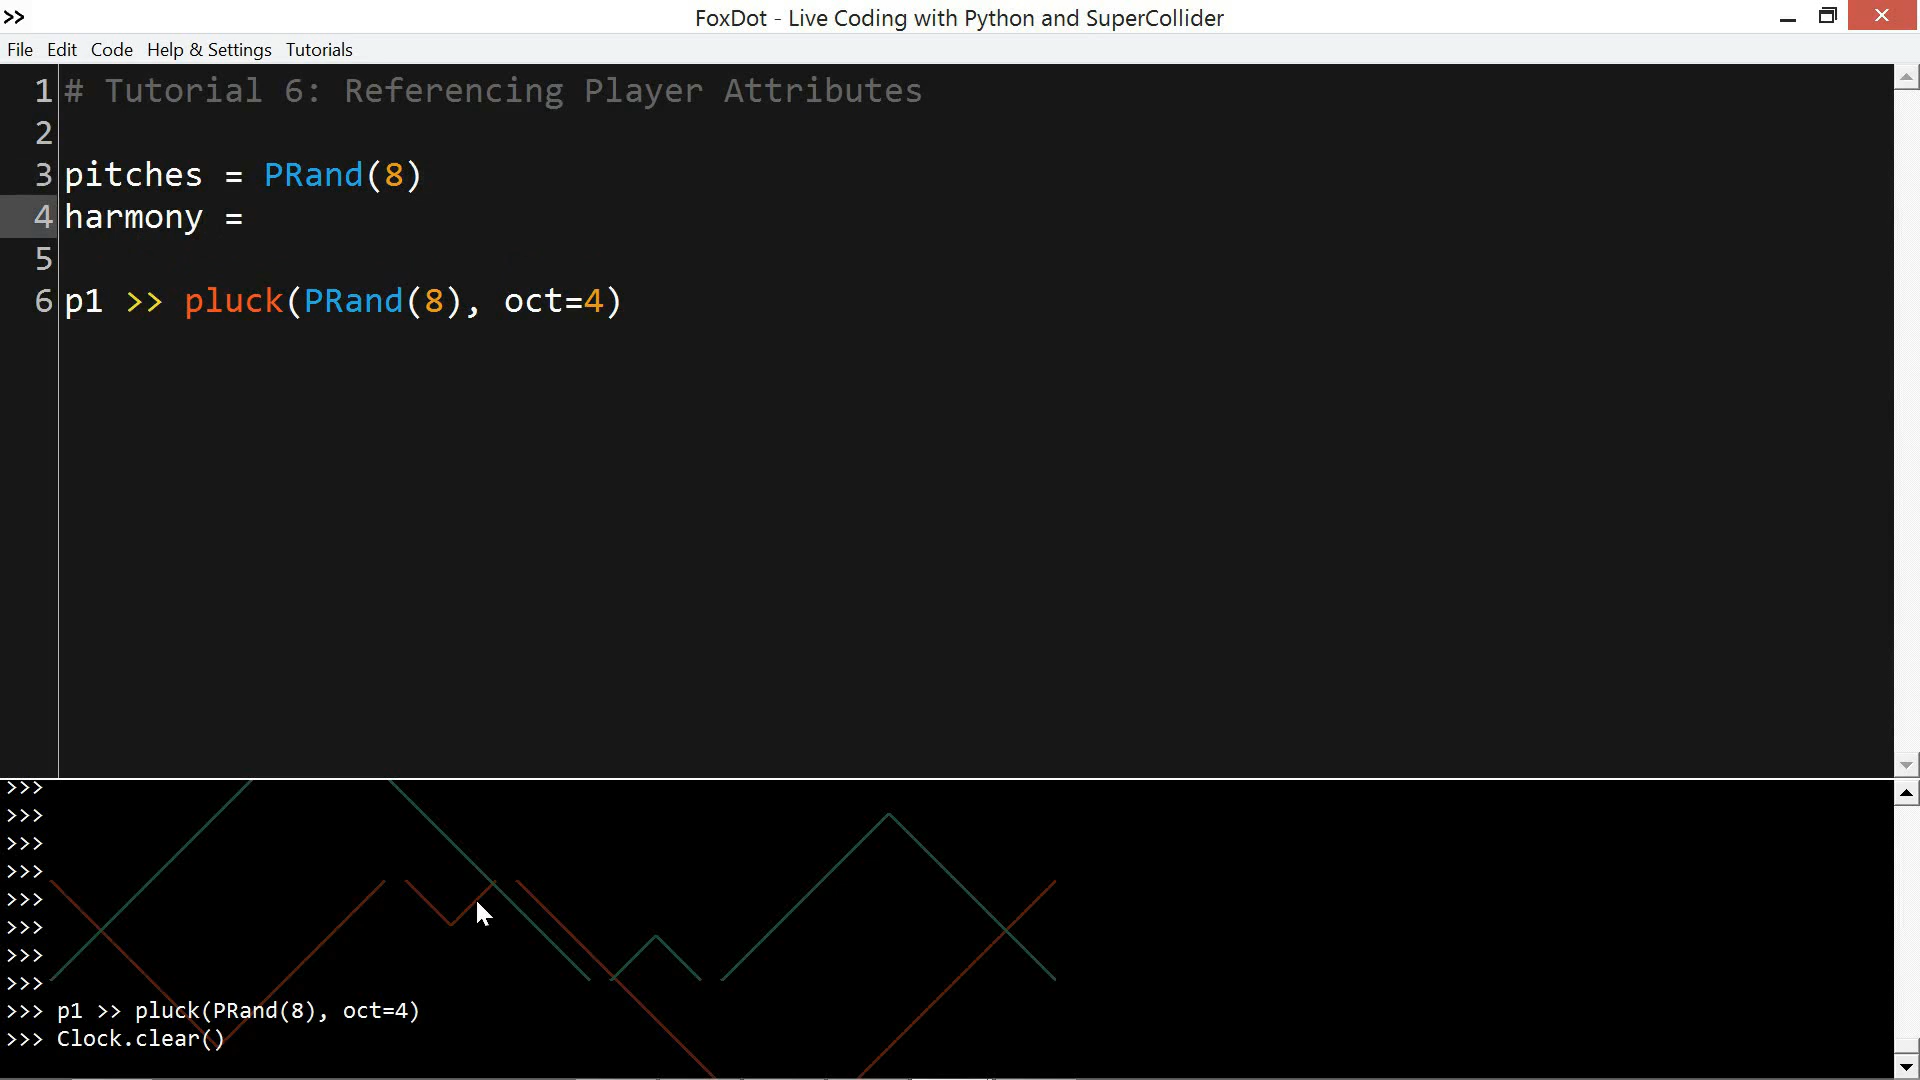 >> FoxDot - Live Coding with Python and SuperCollider
File Edit Code Help & Settings Tutorials
1 # Tutorial 6: Referencing Player Attributes
2
3 pitches = PRand(8)
4 harmony =
5
6 p1 >> pluck(PRand(8), oct=4)
>>>
>>>
>>>
>>>
>>>
>>>
>>>
>>>
>>> p1 >> pluck(PRand(8), oct=4)
>>> Clock.clear()